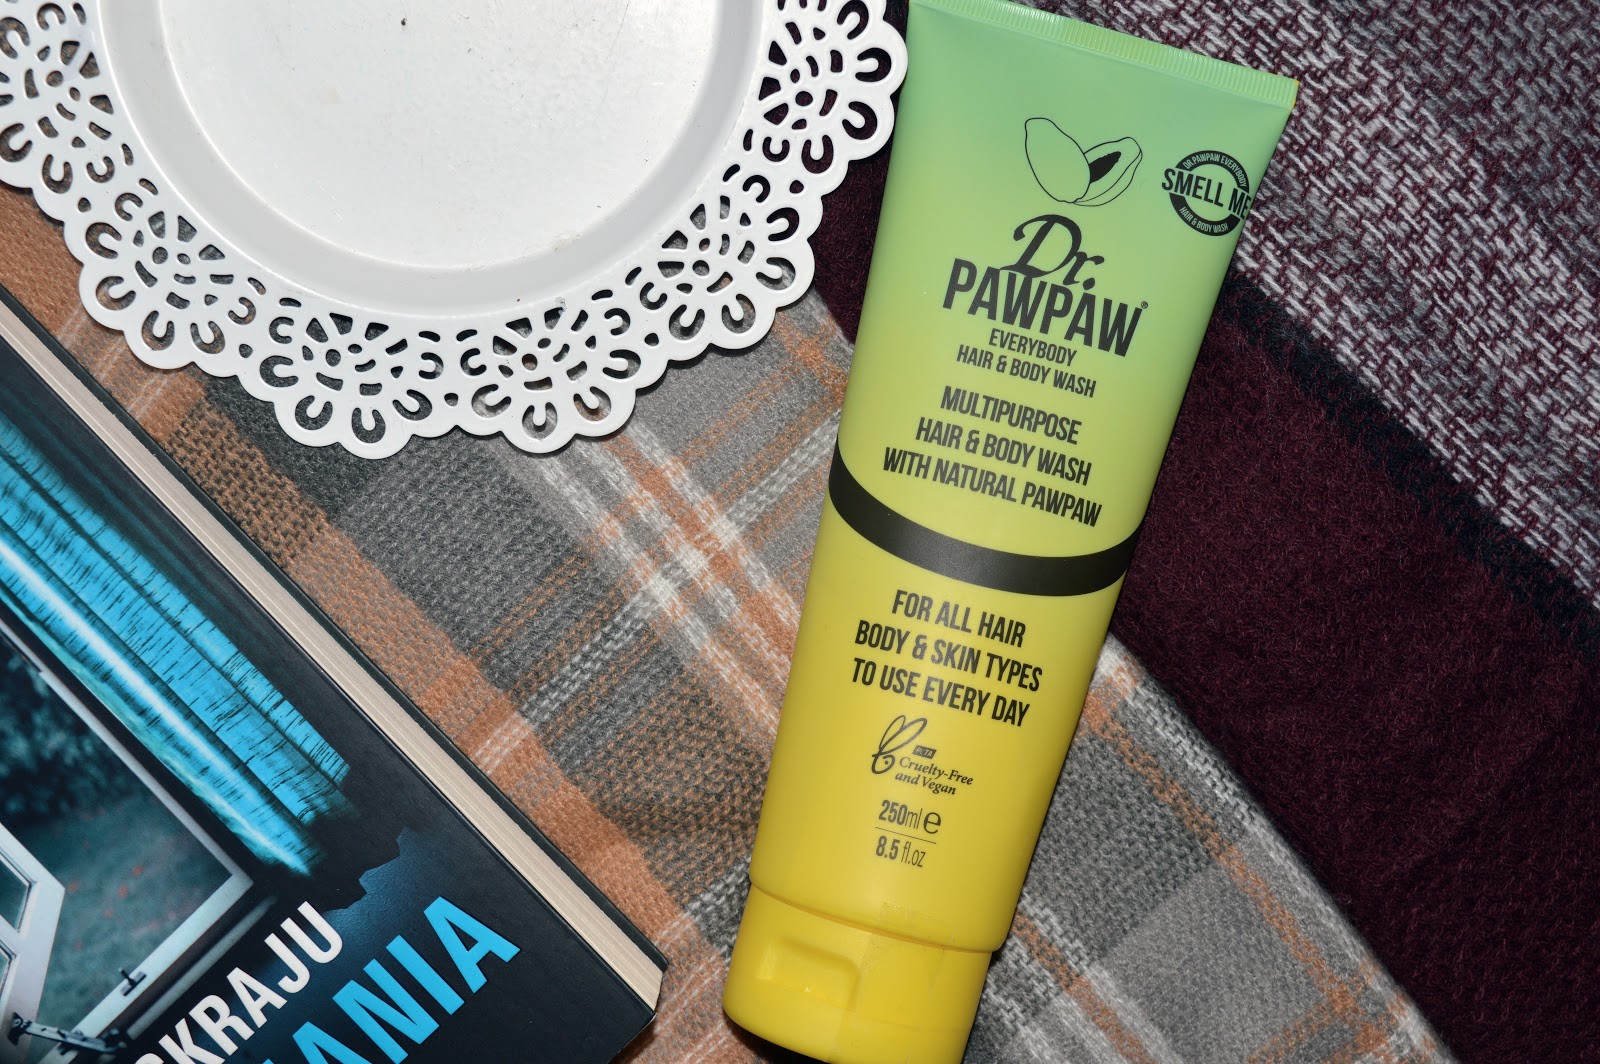 DR.PAWPAW EVERYBODY
SMELL ME
HAIR & BODY WASH
Dr.
PAWPAW®
EVERYBODY
HAIR & BODY WASH
MULTIPURPOSE
HAIR & BODY WASH
WITH NATURAL PAWPAW
FOR ALL HAIR
BODY & SKIN TYPES
TO USE EVERY DAY
PETA
Cruelty-Free
and Vegan
250ml e
8.5 fl.oz
SKRAJU